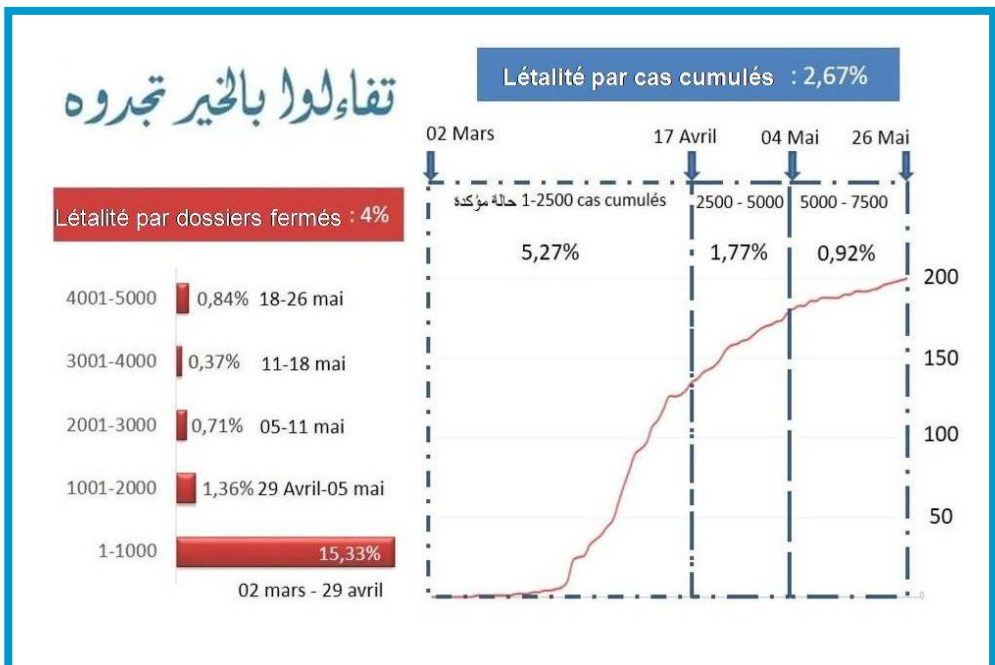 تفاءلوا بالخير تجدوه
Létalité par cas cumulés : 2,67%
02 Mars 17 Avril 04 Mai 26 Mai
1-2500 حالة مؤكدة cas cumulés 2500 - 5000 5000 - 7500
5,27% 1,77% 0,92%
200
150
100
50
0
Létalité par dossiers fermés : 4%
4001-5000 0,84% 18-26 mai
3001-4000 0,37% 11-18 mai
2001-3000 0,71% 05-11 mai
1001-2000 1,36% 29 Avril-05 mai
1-1000 15,33%
02 mars - 29 avril